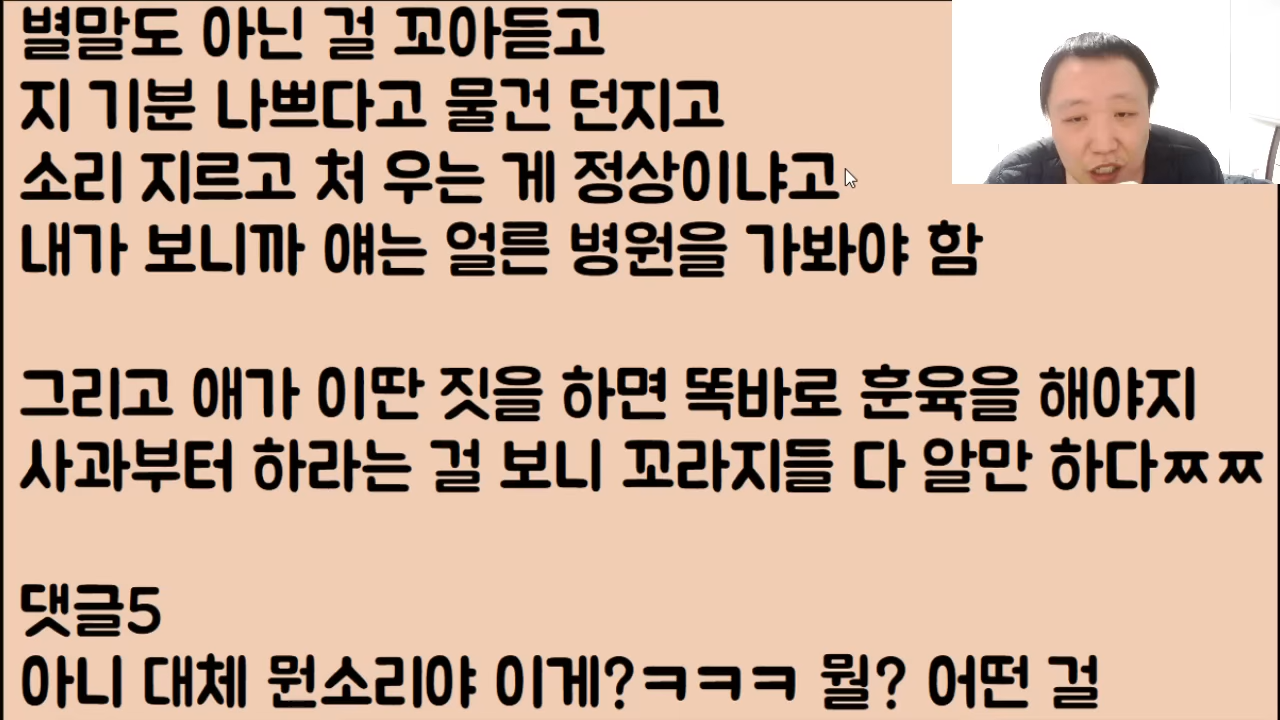 별말도 아닌 걸 꼬아듣고
지 기분 나쁘다고 물건 던지고
소리 지르고 처 우는 게 정상이냐고
내가 보니까 얘는 얼른 병원을 가봐야 함
그리고 애가 이딴 짓을 하면 똑바로 훈육을 해야지
사과부터 하라는 걸 보니 꼬라지들 다 알만 하다ㅉㅉ
댓글5
아니 대체 뭔소리야 이게?ㅋㅋㅋ 뭘? 어떤 걸